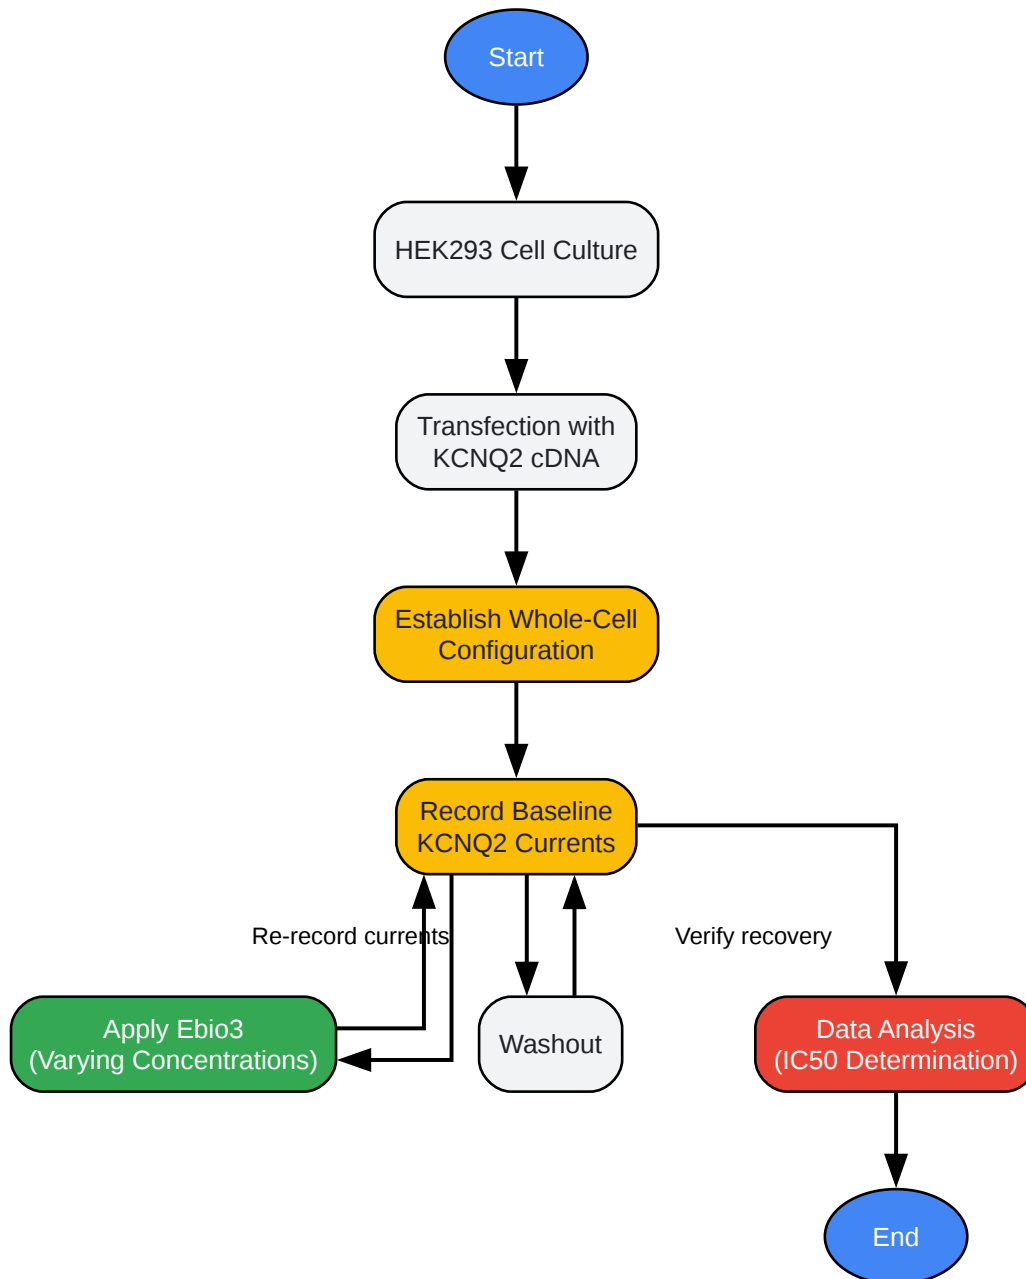 Start
HEK293 Cell Culture
Transfection with
KCNQ2 cDNA
Establish Whole-Cell
Configuration
Record Baseline
KCNQ2 Currents
Re-record currents
Verify recovery
Apply Ebio3
(Varying Concentrations)
Washout
Data Analysis
(IC50 Determination)
End